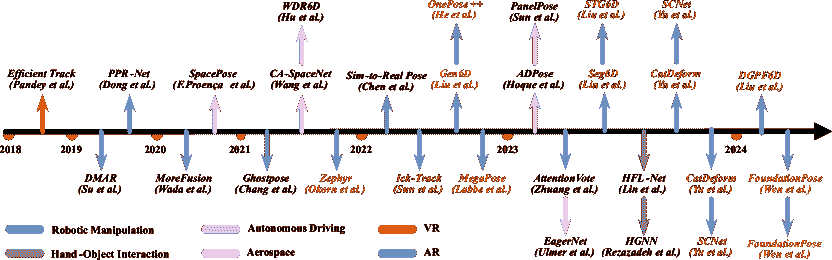 WDR6D
(Hu et al.)
OnePose ++
(He et al.)
PanelPose
(Sun et al.)
STG6D
(Liu et al.)
SCNet
(Yu et al.)
Efficient Track
(Pandey et al.)
PPR -Net
(Dong et al.)
SpacePose
(F.Proença et al.)
CA-SpaceNet
(Wang et al.)
Sim-to-Real Pose
(Chen et al.)
Gen6D
(Liu et al.)
ADPose
(Hoque et al.)
Seg6D
(Liu et al.)
CatDeform
(Yu et al.)
DGPF6D
(Liu et al.)
2018
2019
2020
2021
2022
2023
2024
DMAR
(Su et al.)
MoreFusion
(Wada et al.)
Ghostpose
(Chang et al.)
Zephyr
(Okorn et al.)
Ick-Track
(Sun et al.)
MegaPose
(Labbé et al.)
AttentionVote
(Zhuang et al.)
HFL -Net
(Lin et al.)
CatDeform
(Yu et al.)
FoundationPose
(Wen et al.)
EagerNet
(Ulmer et al.)
HGNN
(Rezazadeh et al.)
SCNet
(Yu et al.)
FoundationPose
(Wen et al.)
Robotic Manipulation
Autonomous Driving
VR
Hand -Object Interaction
Aerospace
AR